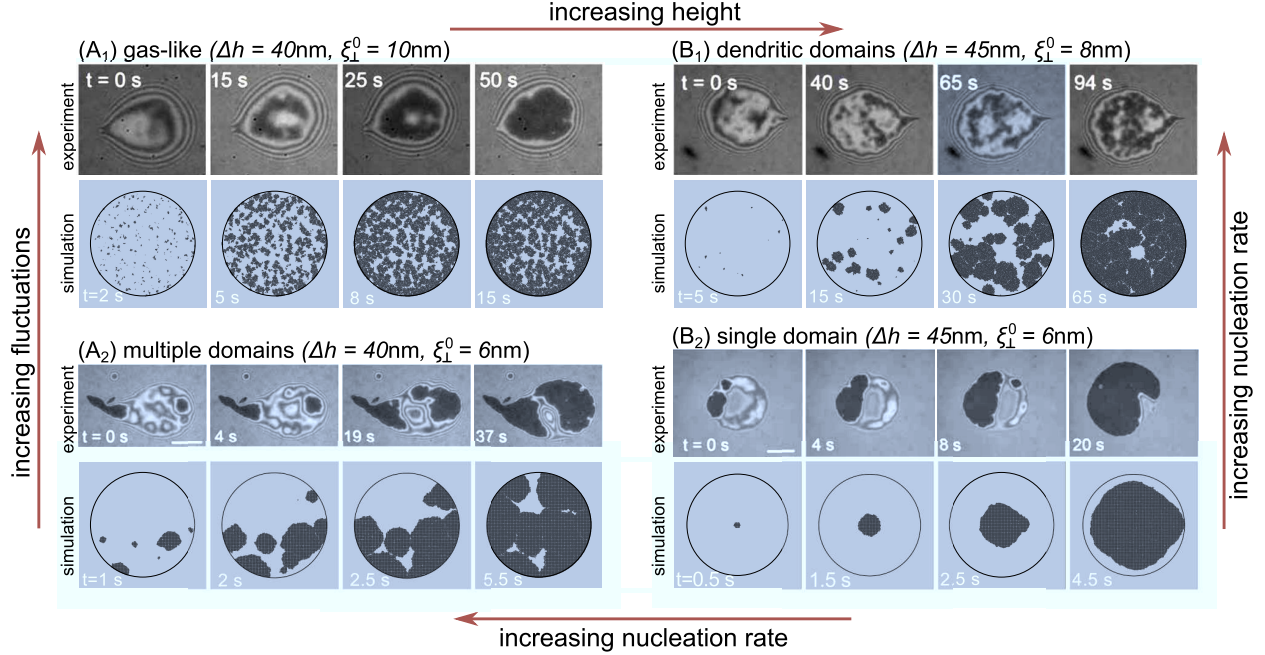 increasing height
(A₁) gas-like (Δh = 40nm, ξ⊥⁰ = 10nm)
(B₁) dendritic domains (Δh = 45nm, ξ⊥⁰ = 8nm)
experiment
t = 0 s
15 s
25 s
50 s
experiment
t = 0 s
40 s
65 s
94 s
simulation
t=2 s
5 s
8 s
15 s
simulation
t=5 s
15 s
30 s
65 s
increasing fluctuations
increasing nucleation rate
(A₂) multiple domains (Δh = 40nm, ξ⊥⁰ = 6nm)
(B₂) single domain (Δh = 45nm, ξ⊥⁰ = 6nm)
experiment
t = 0 s
4 s
19 s
37 s
experiment
t = 0 s
4 s
8 s
20 s
simulation
t=1 s
2 s
2.5 s
5.5 s
simulation
t=0.5 s
1.5 s
2.5 s
4.5 s
increasing nucleation rate